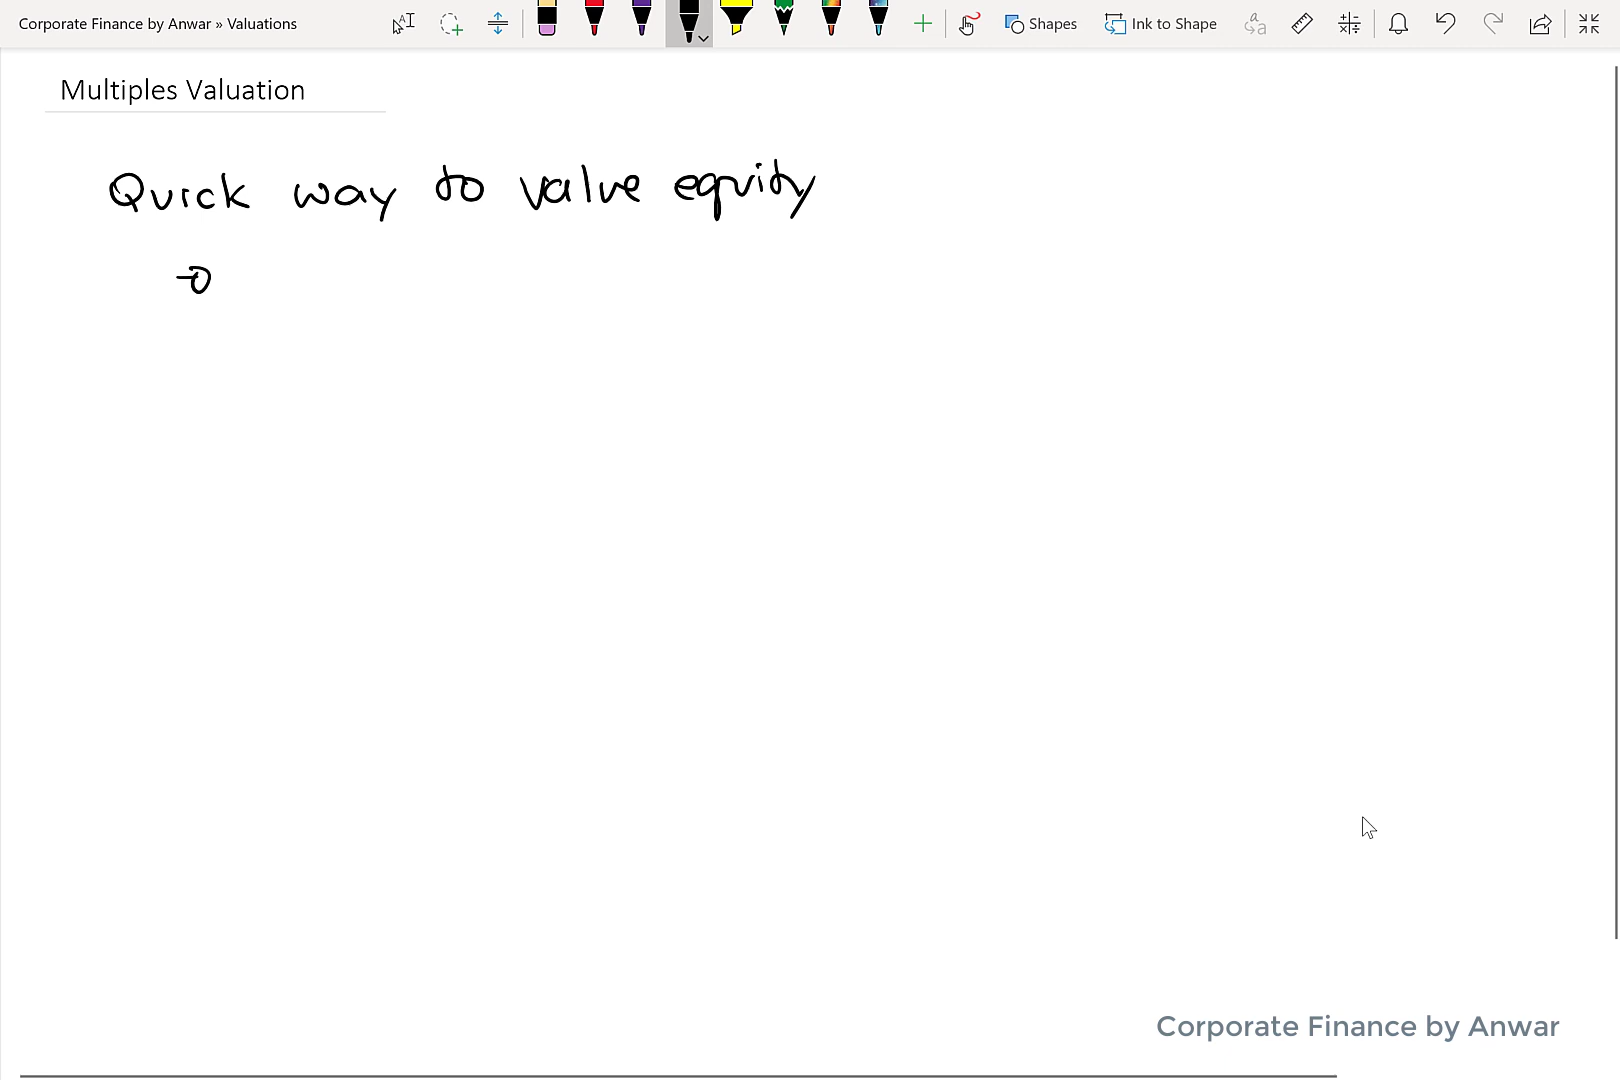 Corporate Finance by Anwar » Valuations Shapes Ink to Shape
Multiples Valuation
Quick way to value equity
Corporate Finance by Anwar